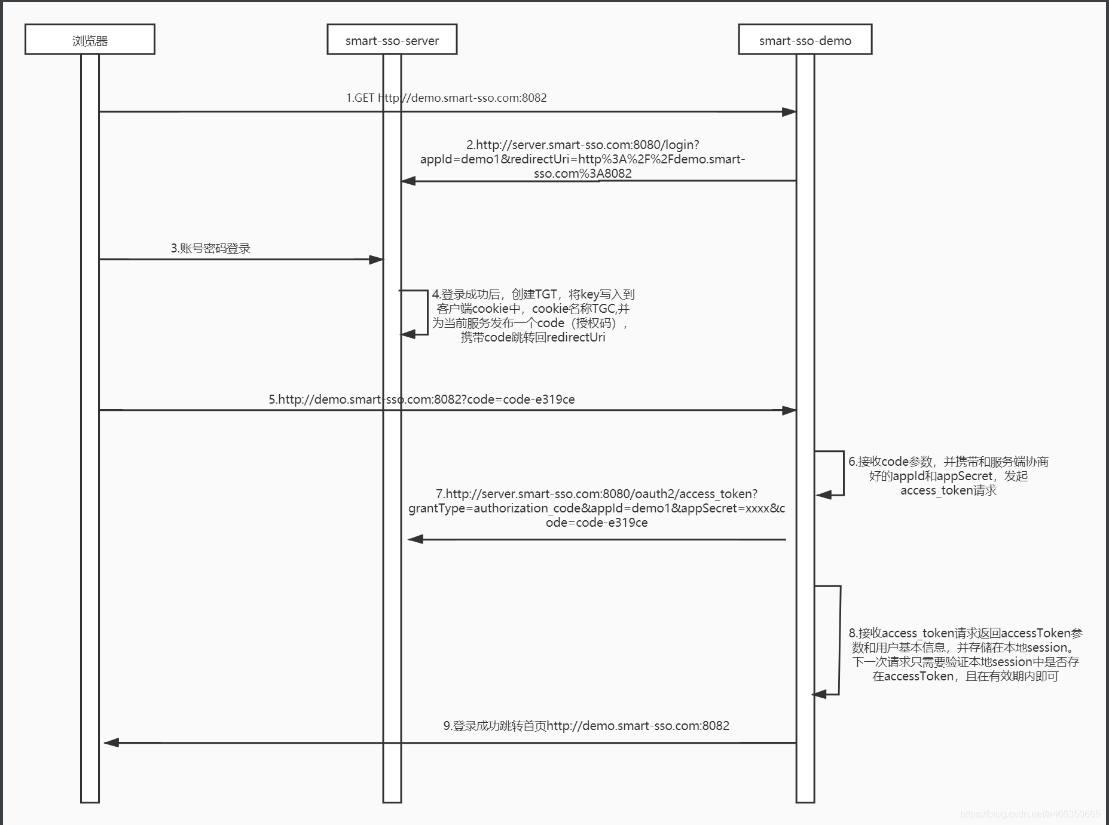 浏览器
smart-sso-server
smart-sso-demo
1.GET http://demo.smart-sso.com:8082
2.http://server.smart-sso.com:8080/login?
appId=demo1&redirectUri=http%3A%2F%2Fdemo.smart-
sso.com%3A8082
3.账号密码登录
4.登录成功后，创建TGT，将key写入到
客户端cookie中，cookie名称TGC,并
为当前服务发布一个code（授权码），
携带code跳转回redirectUri
5.http://demo.smart-sso.com:8082?code=code-e319ce
6.接收code参数，并携带和服务端协商
好的appId和appSecret，发起
access_token请求
7.http://server.smart-sso.com:8080/oauth2/access_token?
grantType=authorization_code&appId=demo1&appSecret=xxxx&c
ode=code-e319ce
8.接收access_token请求返回accessToken参
数和用户基本信息，并存储在本地session。
下一次请求只需要验证本地session中是否存
在accessToken，且在有效期内即可
9.登录成功跳转首页http://demo.smart-sso.com:8082